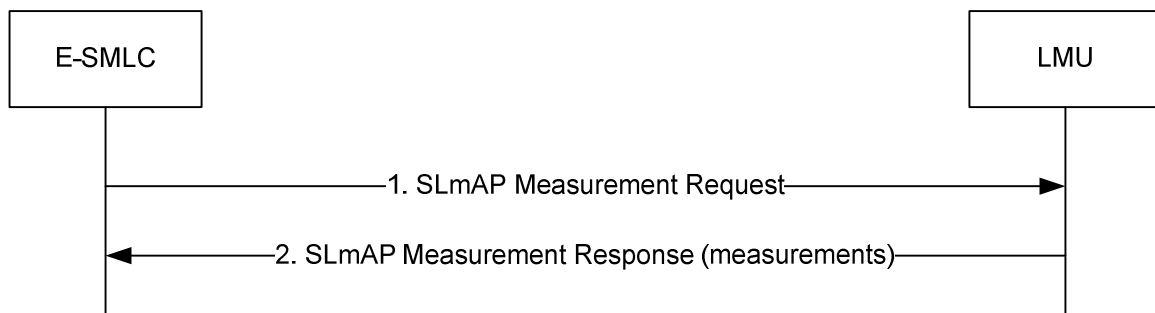 E-SMLC
LMU
1. SLmAP Measurement Request
2. SLmAP Measurement Response (measurements)